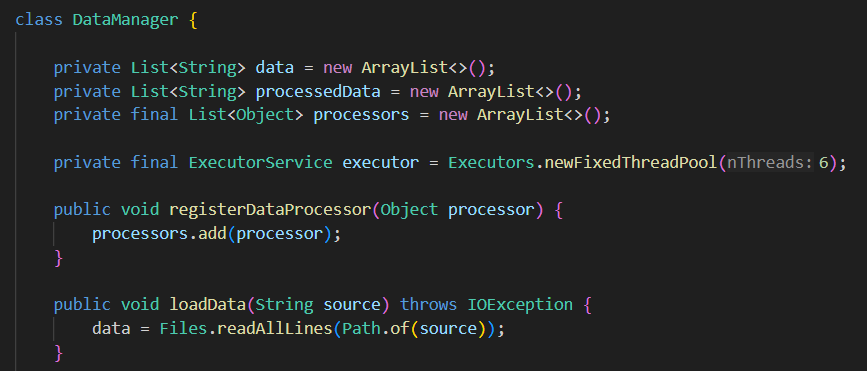 class DataManager {
private List<String> data = new ArrayList<>();
private List<String> processedData = new ArrayList<>();
private final List<Object> processors = new ArrayList<>();
private final ExecutorService executor = Executors.newFixedThreadPool(nThreads: 6);
public void registerDataProcessor(Object processor) {
processors.add(processor);
}
public void loadData(String source) throws IOException {
data = Files.readAllLines(Path.of(source));
}